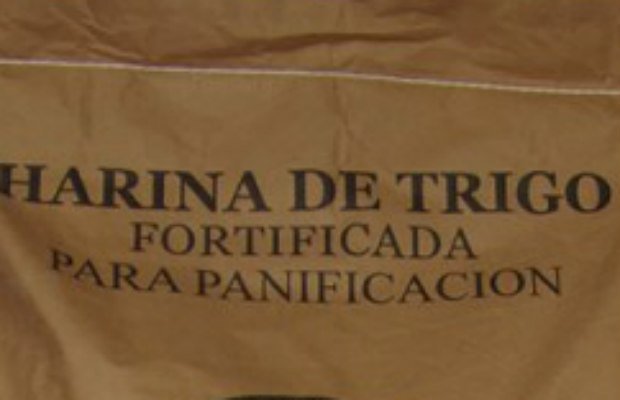 HARINA DE TRIGO
FORTIFICADA
PARA PANIFICACION